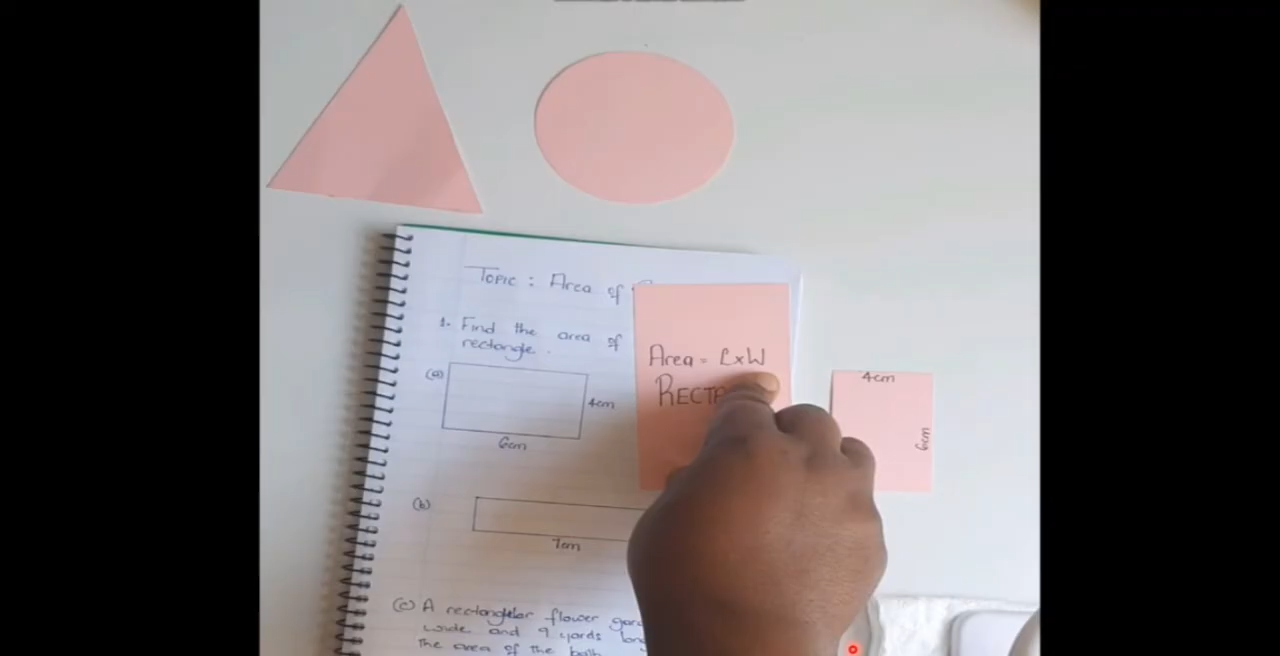 TOPIC : Area of
1. Find the area of
rectangle.
(a)
4cm
6cm
(b)
7cm
(c) A rectangular flower
wide and 9 yards
the area of the
Area = L x W
4cm
6cm